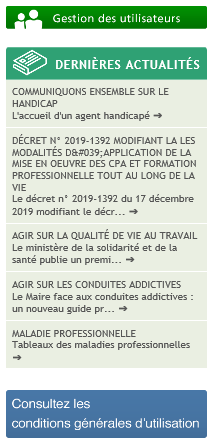 Gestion des utilisateurs
DERNIÈRES ACTUALITÉS
COMMUNIQUONS ENSEMBLE SUR LE
HANDICAP
L'accueil d'un agent handicapé ➔
DÉCRET N° 2019-1392 MODIFIANT LA LES
MODALITÉS D&#039;APPLICATION DE LA
MISE EN OEUVRE DES CPA ET FORMATION
PROFESSIONNELLE TOUT AU LONG DE LA
VIE
Le décret n° 2019-1392 du 17 décembre
2019 modifiant le décr... ➔
AGIR SUR LA QUALITÉ DE VIE AU TRAVAIL
Le ministère de la solidarité et de la
santé publie un premi... ➔
AGIR SUR LES CONDUITES ADDICTIVES
Le Maire face aux conduites addictives :
un nouveau guide pr... ➔
MALADIE PROFESSIONNELLE
Tableaux des maladies professionnelles
➔
Consultez les
conditions générales d'utilisation